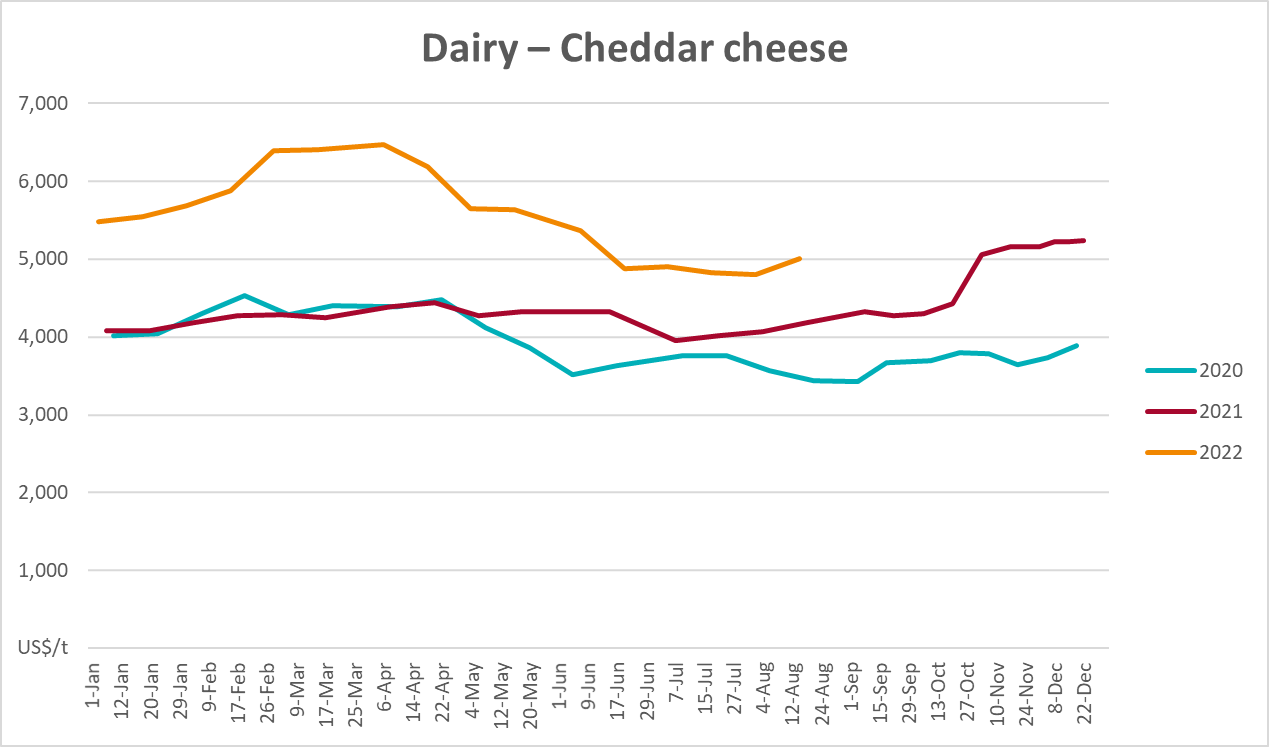 Dairy – Cheddar cheese
7,000
6,000
5,000
4,000
3,000
2,000
1,000
US$/t
2020
2021
2022
1-Jan
12-Jan
20-Jan
29-Jan
9-Feb
17-Feb
26-Feb
9-Mar
17-Mar
25-Mar
6-Apr
14-Apr
22-Apr
4-May
12-May
20-May
1-Jun
9-Jun
17-Jun
29-Jun
7-Jul
15-Jul
27-Jul
4-Aug
12-Aug
24-Aug
1-Sep
15-Sep
29-Sep
13-Oct
27-Oct
10-Nov
24-Nov
8-Dec
22-Dec